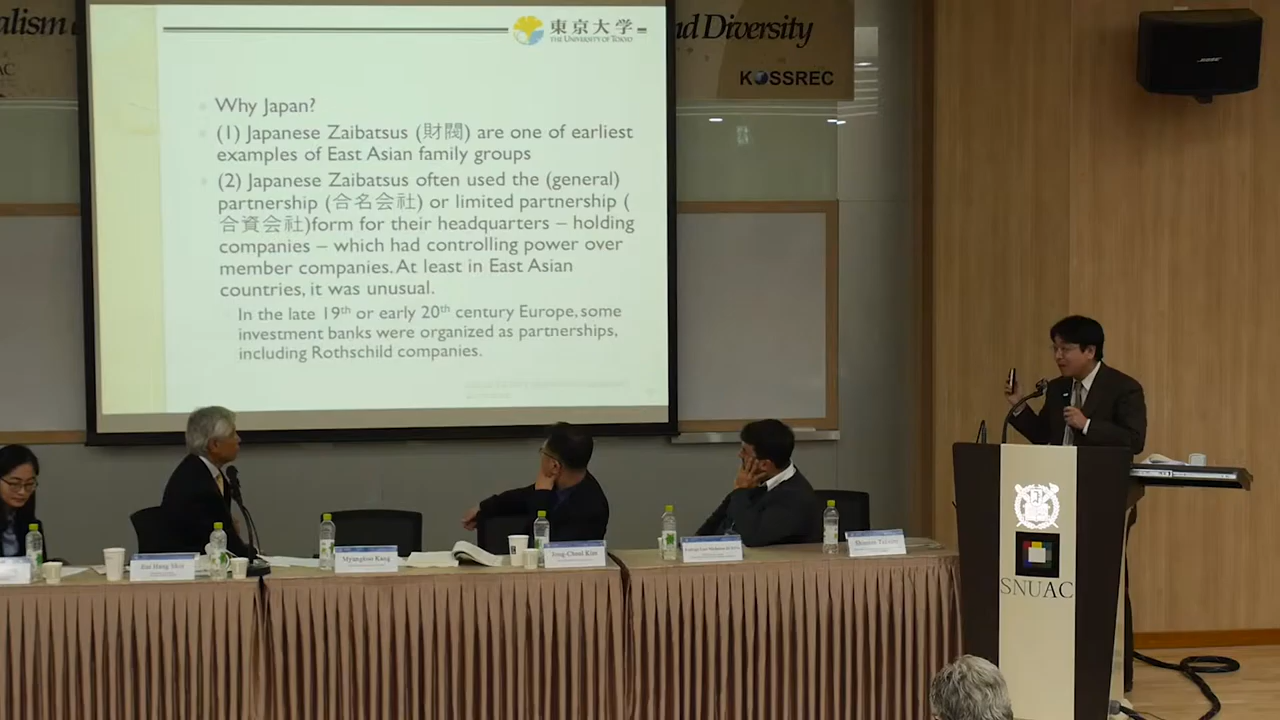 alism
nd Diversity
AC
KOSSREC
BOSE
東京大学
THE UNIVERSITY OF TOKYO
Why Japan?
(1) Japanese Zaibatsus (財閥) are one of earliest
examples of East Asian family groups
(2) Japanese Zaibatsus often used the (general)
partnership (合名会社) or limited partnership (
合資会社)form for their headquarters – holding
companies – which had controlling power over
member companies. At least in East Asian
countries, it was unusual.
In the late 19th or early 20th century Europe, some
investment banks were organized as partnerships,
including Rothschild companies.
Myungkoo Kang
SNUAC